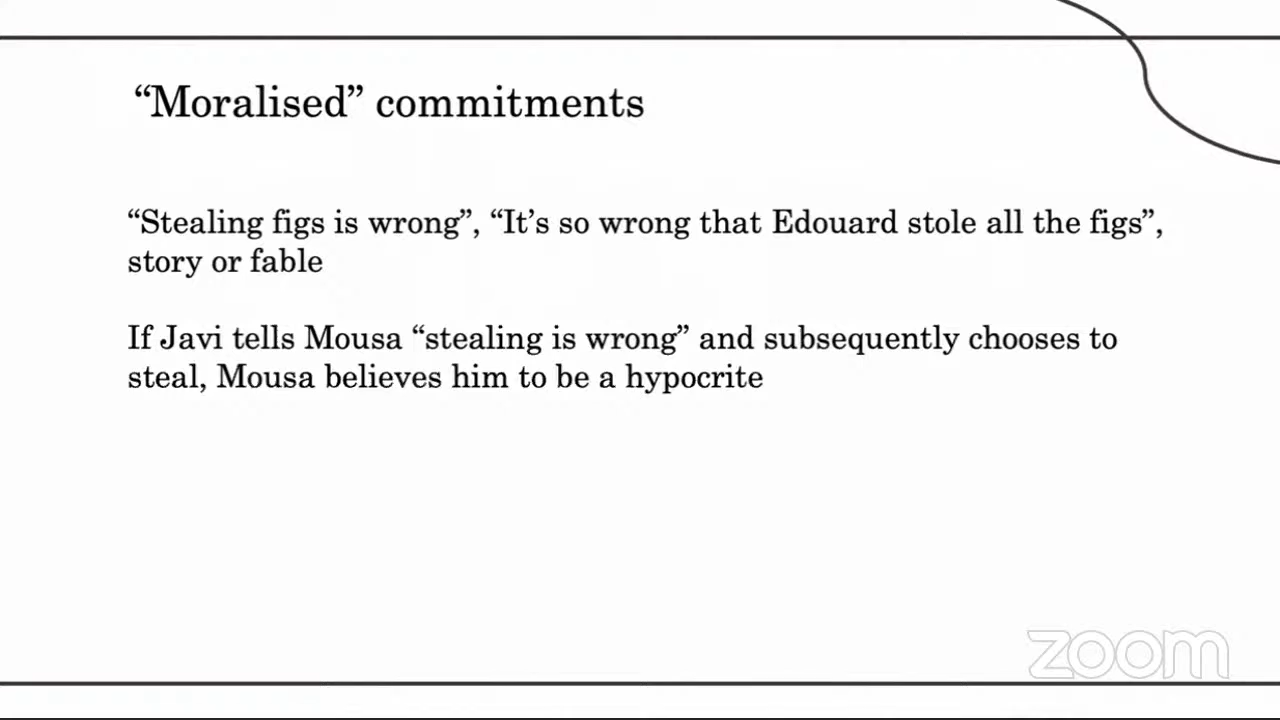 “Moralised” commitments
“Stealing figs is wrong”, “It’s so wrong that Edouard stole all the figs”,
story or fable
If Javi tells Mousa “stealing is wrong” and subsequently chooses to
steal, Mousa believes him to be a hypocrite
zoom